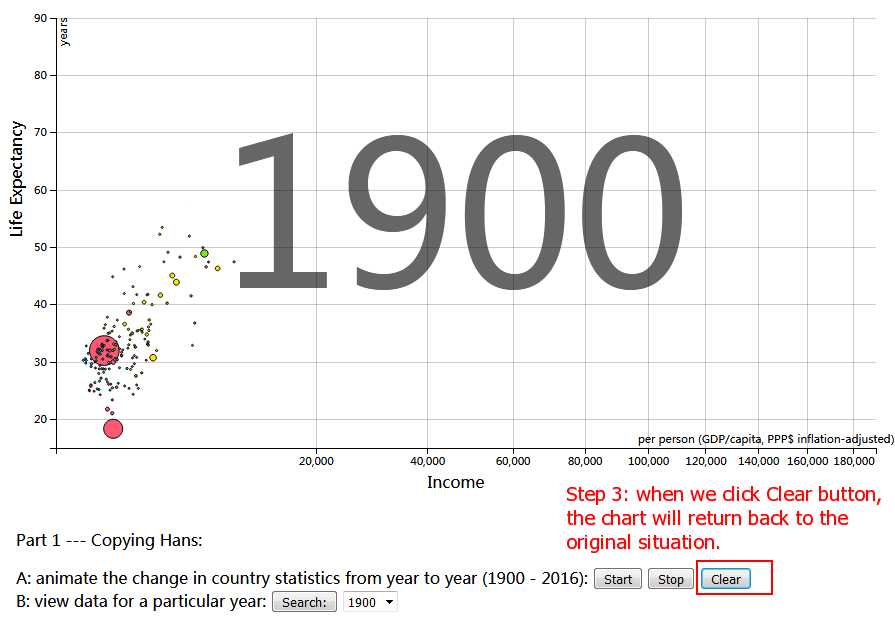 90
years
80
70
60
50
40
30
20
Life Expectancy
1900
per person (GDP/capita, PPP$ inflation-adjusted)
20,000 40,000 60,000 80,000 100,000 120,000 140,000 160,000 180,000
Income
Step 3: when we click Clear button,
the chart will return back to the
original situation.
Part 1 --- Copying Hans:
A: animate the change in country statistics from year to year (1900 - 2016): Start Stop Clear
B: view data for a particular year: Search: 1900